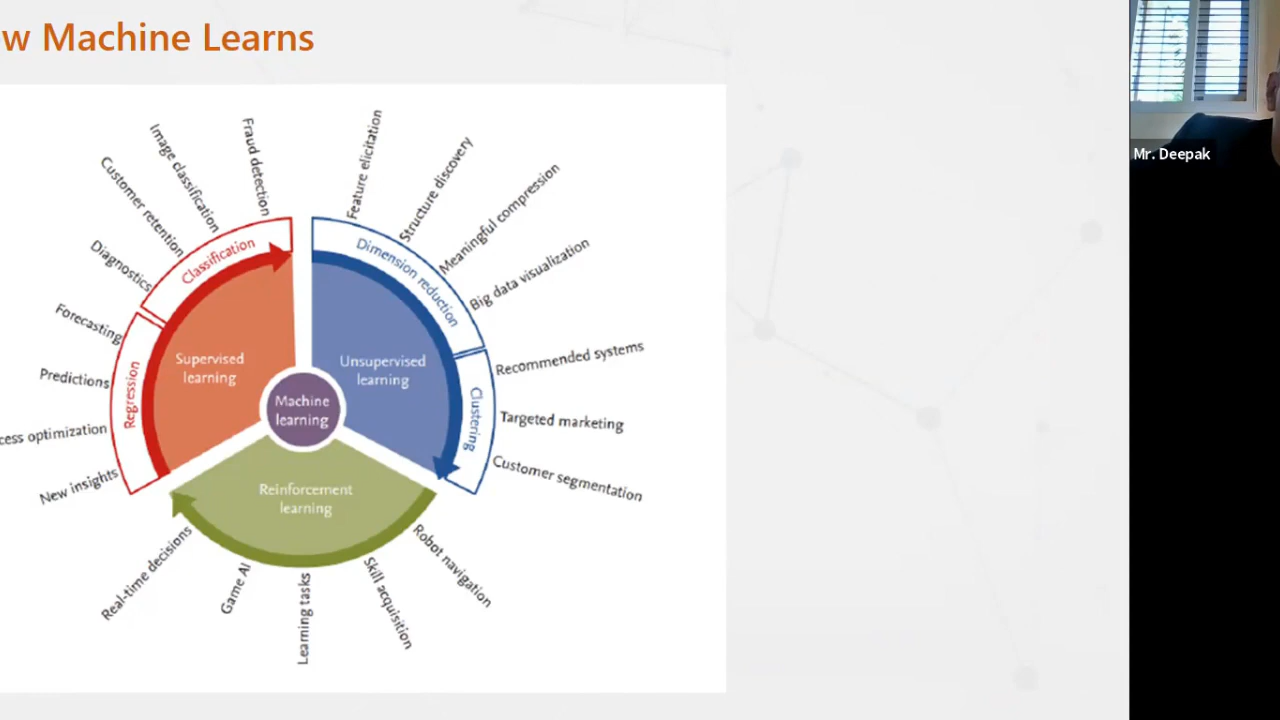 w Machine Learns
Mr. Deepak
Fraud detection
Image classification
Customer retention
Diagnostics
Classification
Forecasting
Predictions
cess optimization
New insights
Regression
Supervised
learning
Feature elicitation
Structure discovery
Meaningful compression
Big data visualization
Dimension reduction
Recommended systems
Targeted marketing
Customer segmentation
Clustering
Unsupervised
learning
Machine
learning
Reinforcement
learning
Real-time decisions
Game AI
Learning tasks
Skill acquisition
Robot navigation